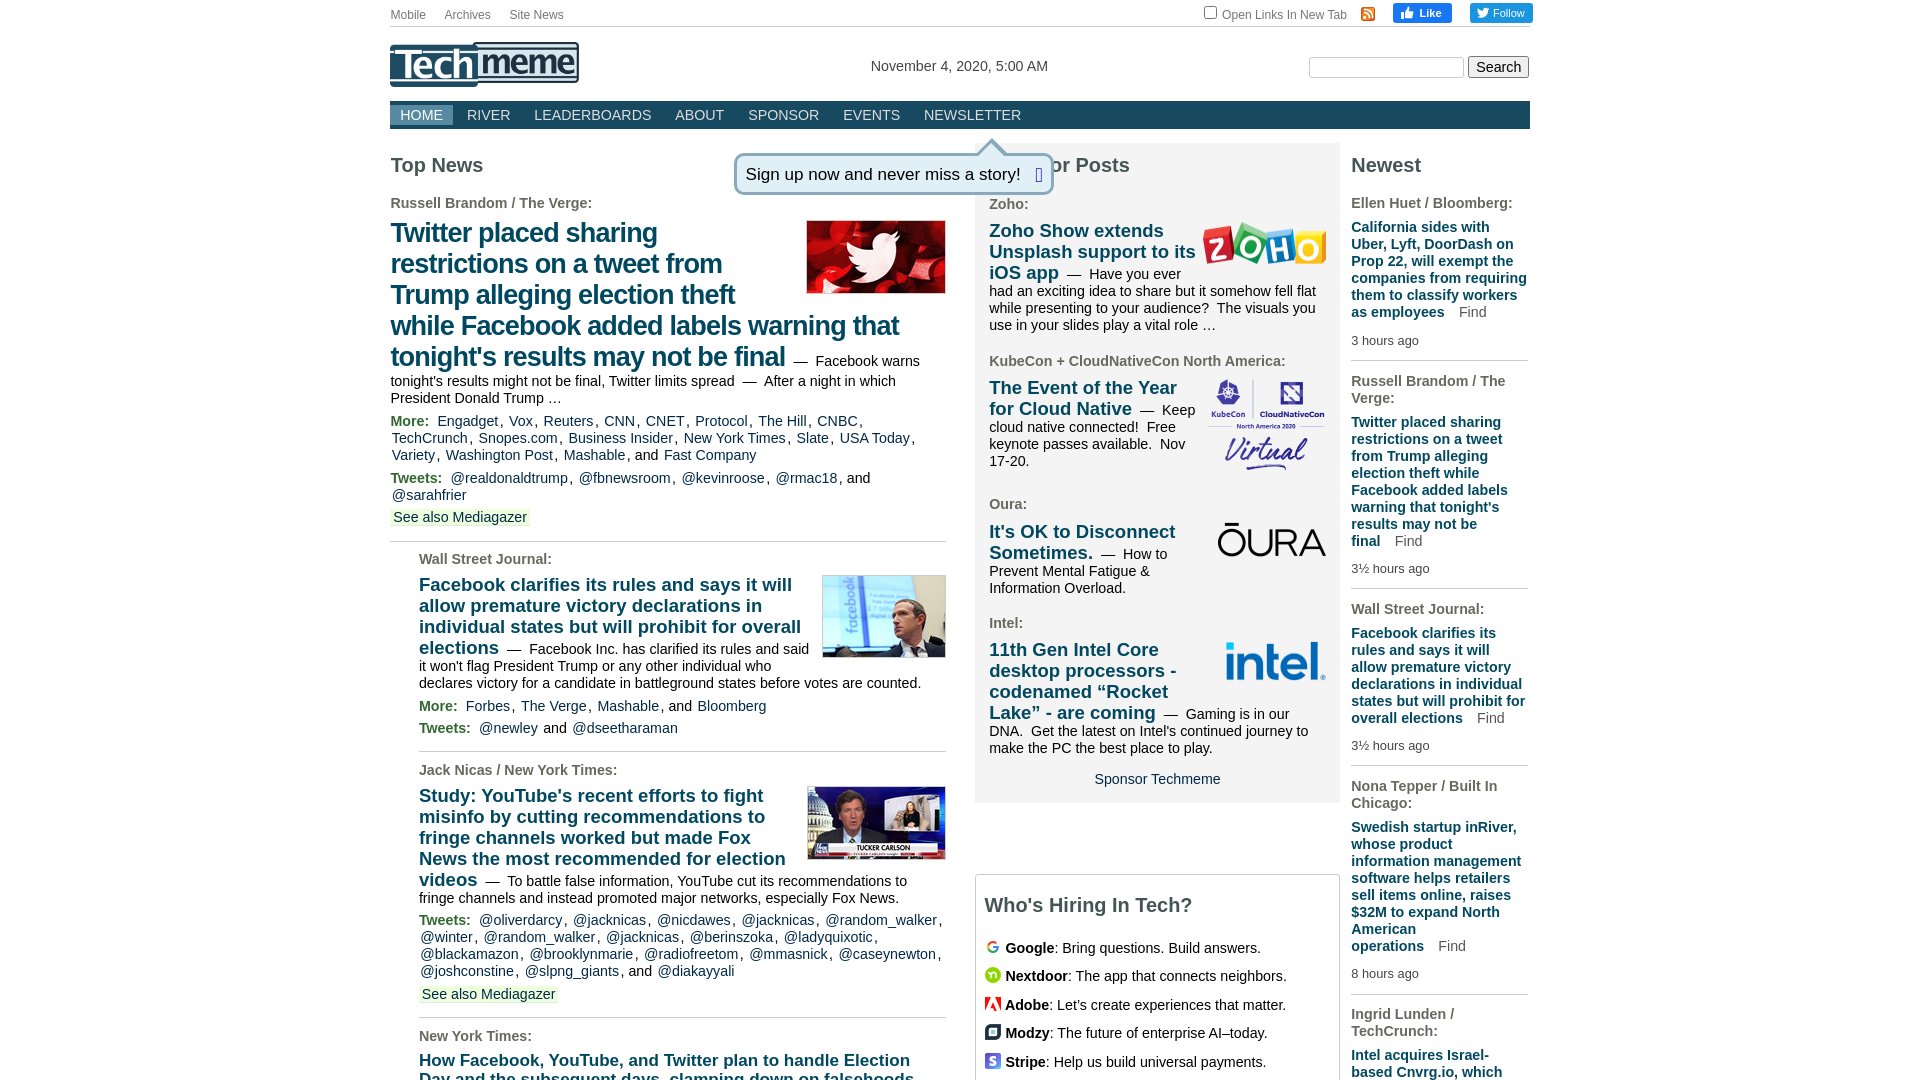 Mobile Archives Site News
Open Links In New Tab
Like
Follow
Techmeme
November 4, 2020, 5:00 AM
Search
HOME RIVER LEADERBOARDS ABOUT SPONSOR EVENTS NEWSLETTER
Sign up now and never miss a story!
Top News
Russell Brandom / The Verge:
Twitter placed sharing
restrictions on a tweet from
Trump alleging election theft
while Facebook added labels warning that
tonight's results may not be final — Facebook warns
tonight's results might not be final, Twitter limits spread — After a night in which
President Donald Trump …
More: Engadget, Vox, Reuters, CNN, CNET, Protocol, The Hill, CNBC,
TechCrunch, Snopes.com, Business Insider, New York Times, Slate, USA Today,
Variety, Washington Post, Mashable, and Fast Company
Tweets: @realdonaldtrump, @fbnewsroom, @kevinroose, @rmac18, and
@sarahfrier
See also Mediagazer
Wall Street Journal:
Facebook clarifies its rules and says it will
allow premature victory declarations in
individual states but will prohibit for overall
elections — Facebook Inc. has clarified its rules and said
it won't flag President Trump or any other individual who
declares victory for a candidate in battleground states before votes are counted.
facebook
More: Forbes, The Verge, Mashable, and Bloomberg
Tweets: @newley and @dseetharaman
Jack Nicas / New York Times:
Study: YouTube's recent efforts to fight
misinfo by cutting recommendations to
fringe channels worked but made Fox
News the most recommended for election
videos — To battle false information, YouTube cut its recommendations to
fringe channels and instead promoted major networks, especially Fox News.
TUCKER CARLSON
Tweets: @oliverdarcy, @jacknicas, @nicdawes, @jacknicas, @random_walker,
@winter, @random_walker, @jacknicas, @berinszoka, @ladyquixotic,
@blackamazon, @brooklynmarie, @radiofreetom, @mmasnick, @caseynewton,
@joshconstine, @slpng_giants, and @diakayyali
See also Mediagazer
New York Times:
How Facebook, YouTube, and Twitter plan to handle Election
Day and the subsequent days, clamping down on falsehoods
or Posts
Zoho:
Zoho Show extends
Unsplash support to its
iOS app — Have you ever
had an exciting idea to share but it somehow fell flat
while presenting to your audience? The visuals you
use in your slides play a vital role …
ZOHO
KubeCon + CloudNativeCon North America:
The Event of the Year
for Cloud Native — Keep
cloud native connected! Free
keynote passes available. Nov
17-20.
KubeCon CloudNativeCon
North America 2020
Virtual
Oura:
It's OK to Disconnect
Sometimes. — How to
Prevent Mental Fatigue &
Information Overload.
ŌURA
Intel:
11th Gen Intel Core
desktop processors -
codenamed “Rocket
Lake” - are coming — Gaming is in our
DNA. Get the latest on Intel's continued journey to
make the PC the best place to play.
intel.
Sponsor Techmeme
Who's Hiring In Tech?
Google: Bring questions. Build answers.
Nextdoor: The app that connects neighbors.
Adobe: Let’s create experiences that matter.
Modzy: The future of enterprise AI–today.
Stripe: Help us build universal payments.
Newest
Ellen Huet / Bloomberg:
California sides with
Uber, Lyft, DoorDash on
Prop 22, will exempt the
companies from requiring
them to classify workers
as employees Find
3 hours ago
Russell Brandom / The
Verge:
Twitter placed sharing
restrictions on a tweet
from Trump alleging
election theft while
Facebook added labels
warning that tonight's
results may not be
final Find
3½ hours ago
Wall Street Journal:
Facebook clarifies its
rules and says it will
allow premature victory
declarations in individual
states but will prohibit for
overall elections Find
3½ hours ago
Nona Tepper / Built In
Chicago:
Swedish startup inRiver,
whose product
information management
software helps retailers
sell items online, raises
$32M to expand North
American
operations Find
8 hours ago
Ingrid Lunden /
TechCrunch:
Intel acquires Israel-
based Cnvrg.io, which